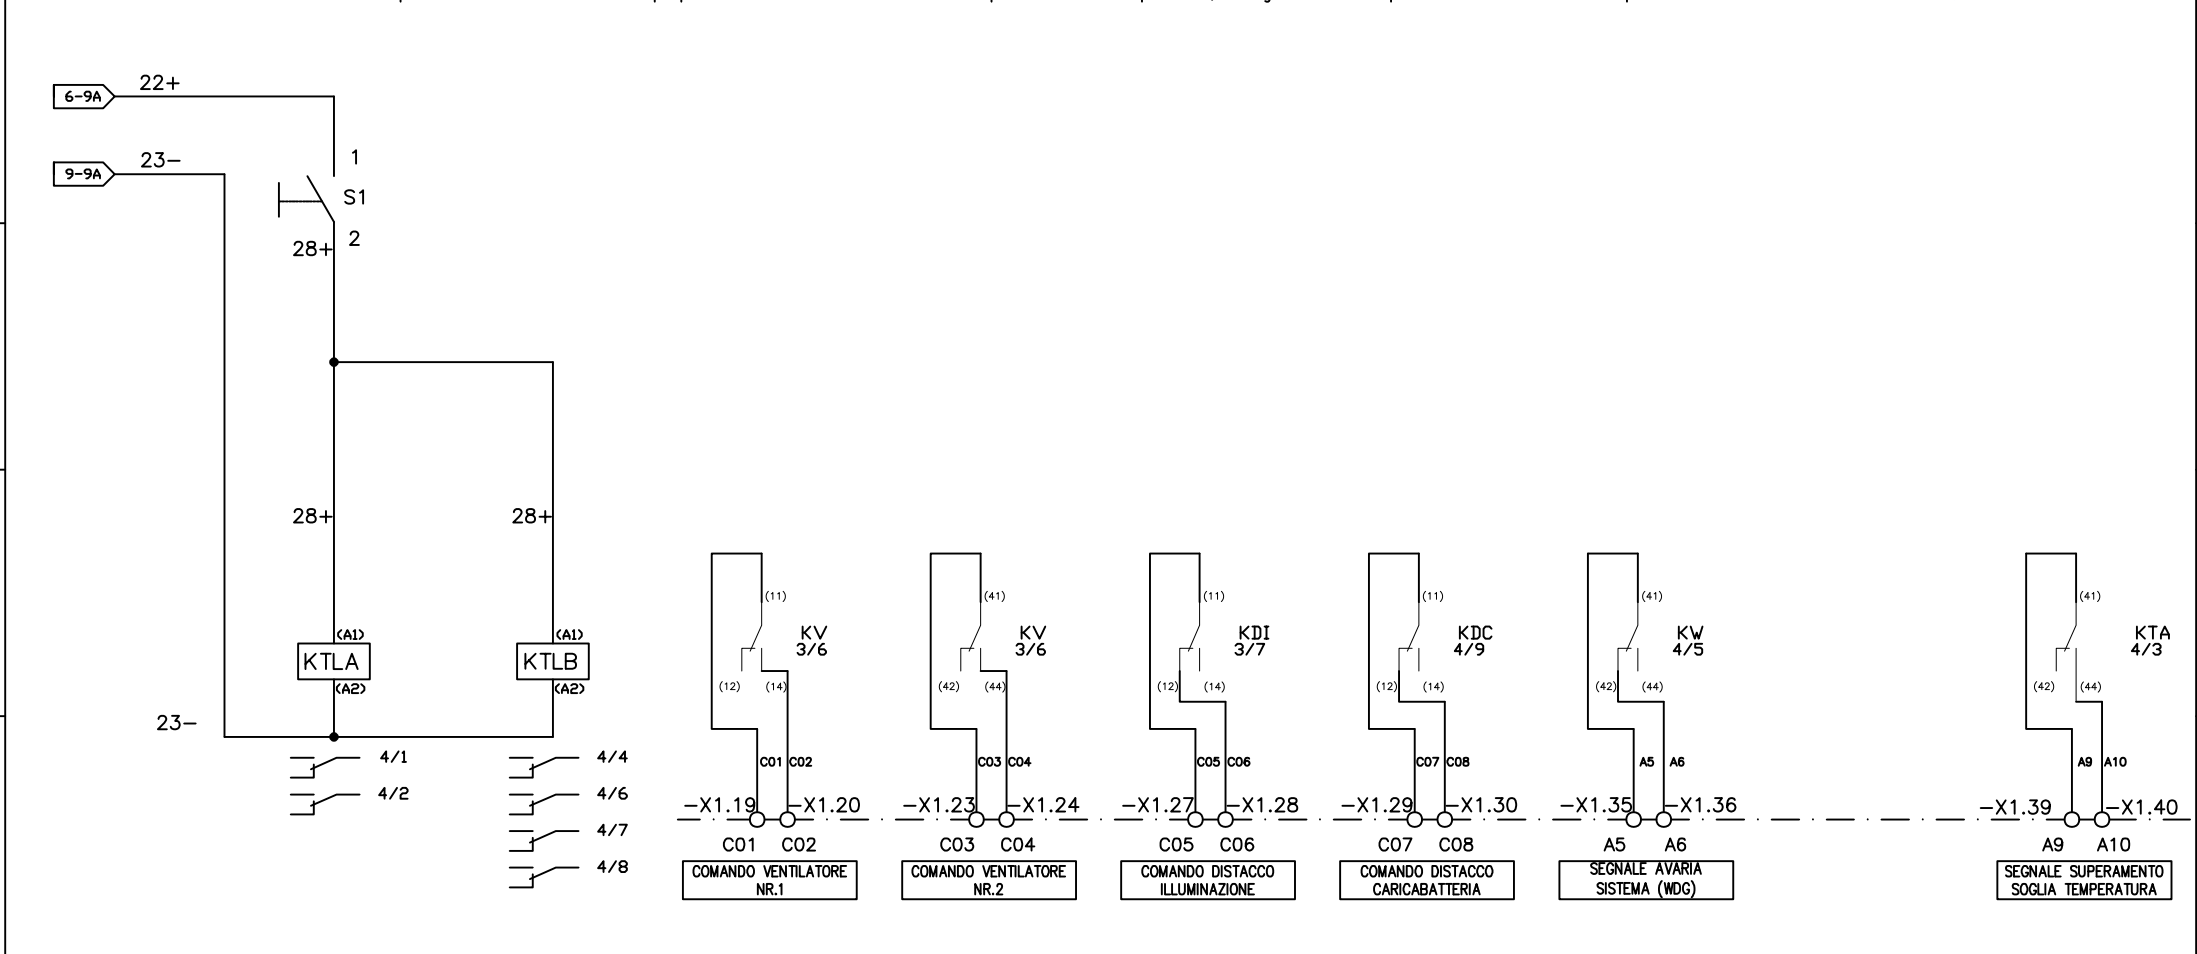 6-9A
22+
9-9A
23-
1
S1
2
28+
28+
28+
(A1)
KTLA
(A2)
(A1)
KTLB
(A2)
23-
4/1
4/2
4/4
4/6
4/7
4/8
(11)
KV
3/6
(12)
(14)
C01
C02
-X1.19
-X1.20
C01
C02
COMANDO VENTILATORE
NR.1
(41)
KV
3/6
(42)
(44)
C03
C04
-X1.23
-X1.24
C03
C04
COMANDO VENTILATORE
NR.2
(11)
KDI
3/7
(12)
(14)
C05
C06
-X1.27
-X1.28
C05
C06
COMANDO DISTACCO
ILLUMINAZIONE
(11)
KDC
4/9
(12)
(14)
C07
C08
-X1.29
-X1.30
C07
C08
COMANDO DISTACCO
CARICABATTERIA
(41)
KW
4/5
(42)
(44)
A5
A6
-X1.35
-X1.36
A5
A6
SEGNALE AVARIA
SISTEMA (WDG)
(41)
KTA
4/3
(42)
(44)
A9
A10
-X1.39
-X1.40
A9
A10
SEGNALE SUPERAMENTO
SOGLIA TEMPERATURA